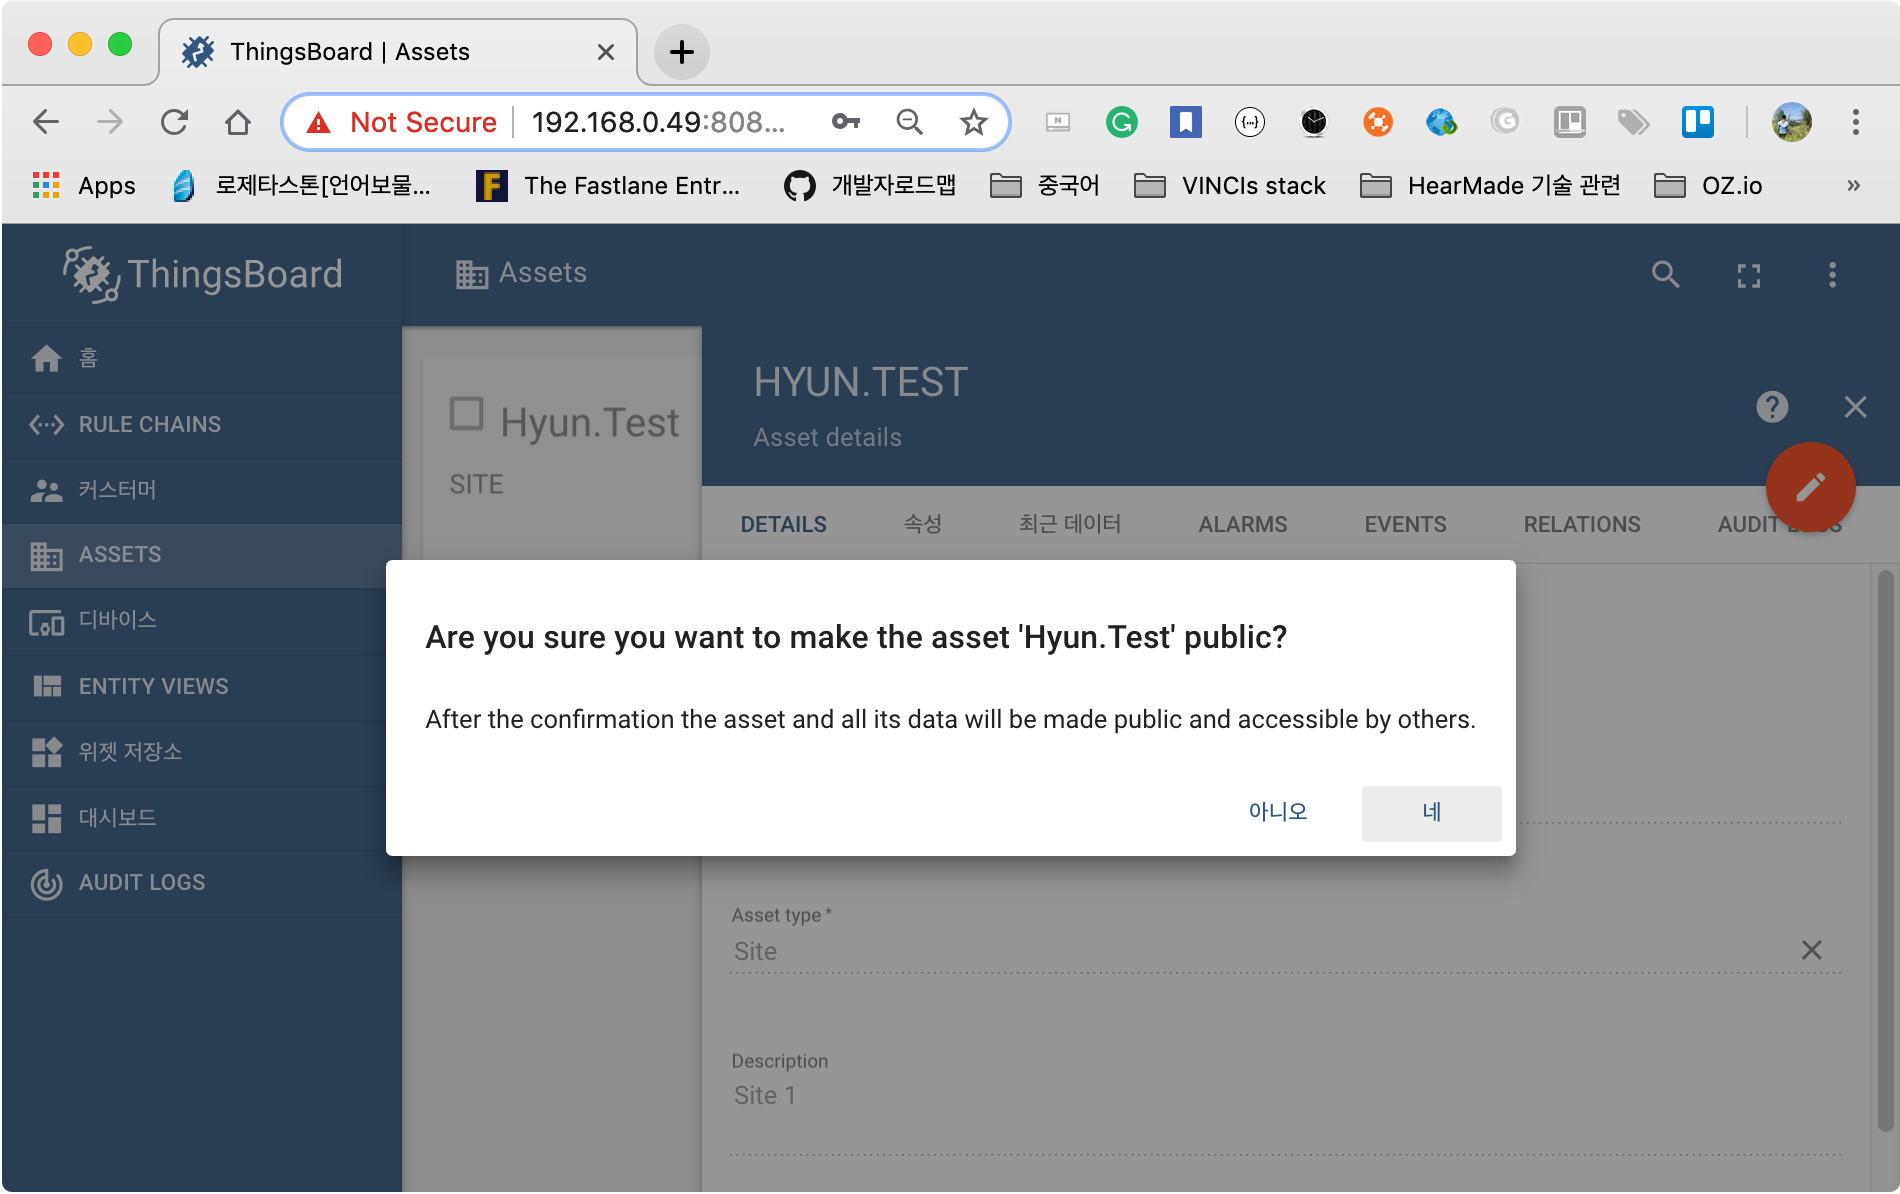 ThingsBoard | Assets
Not Secure
192.168.0.49:808...
Apps
로제타스톤[언어보물...
The Fastlane Entr...
개발자로드맵
중국어
VINCIs stack
HearMade 기술 관련
OZ.io
»
ThingsBoard
Assets
홈
RULE CHAINS
커스터머
ASSETS
디바이스
ENTITY VIEWS
위젯 저장소
대시보드
AUDIT LOGS
Hyun.Test
SITE
HYUN.TEST
Asset details
DETAILS
속성
최근 데이터
ALARMS
EVENTS
RELATIONS
AUDIT
Are you sure you want to make the asset 'Hyun.Test' public?
After the confirmation the asset and all its data will be made public and accessible by others.
아니오
네
Asset type *
Site
Description
Site 1